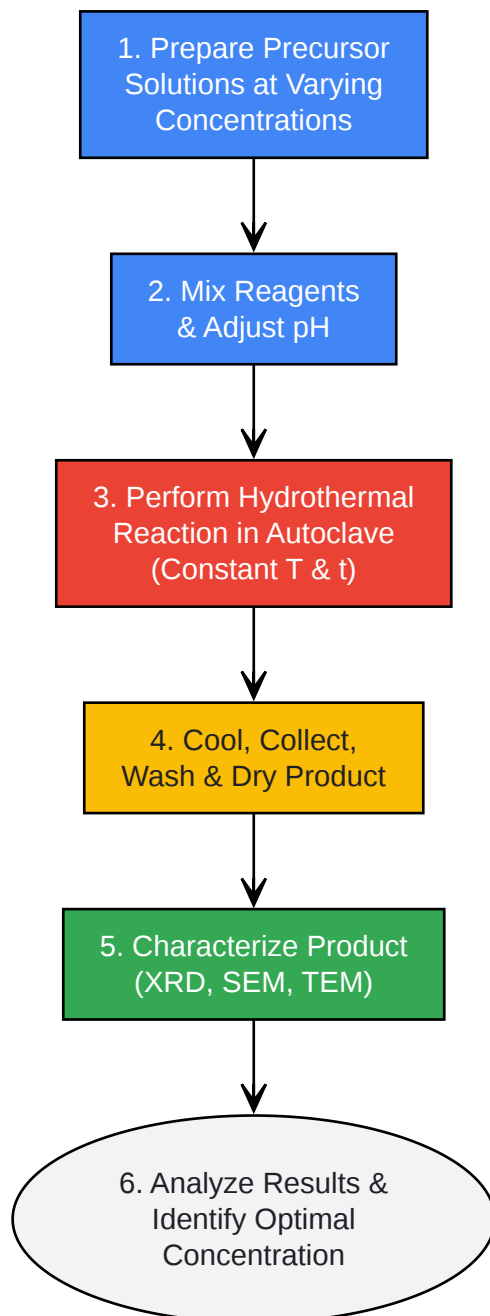 1. Prepare Precursor
Solutions at Varying
Concentrations
2. Mix Reagents
& Adjust pH
3. Perform Hydrothermal
Reaction in Autoclave
(Constant T & t)
4. Cool, Collect,
Wash & Dry Product
5. Characterize Product
(XRD, SEM, TEM)
6. Analyze Results &
Identify Optimal
Concentration